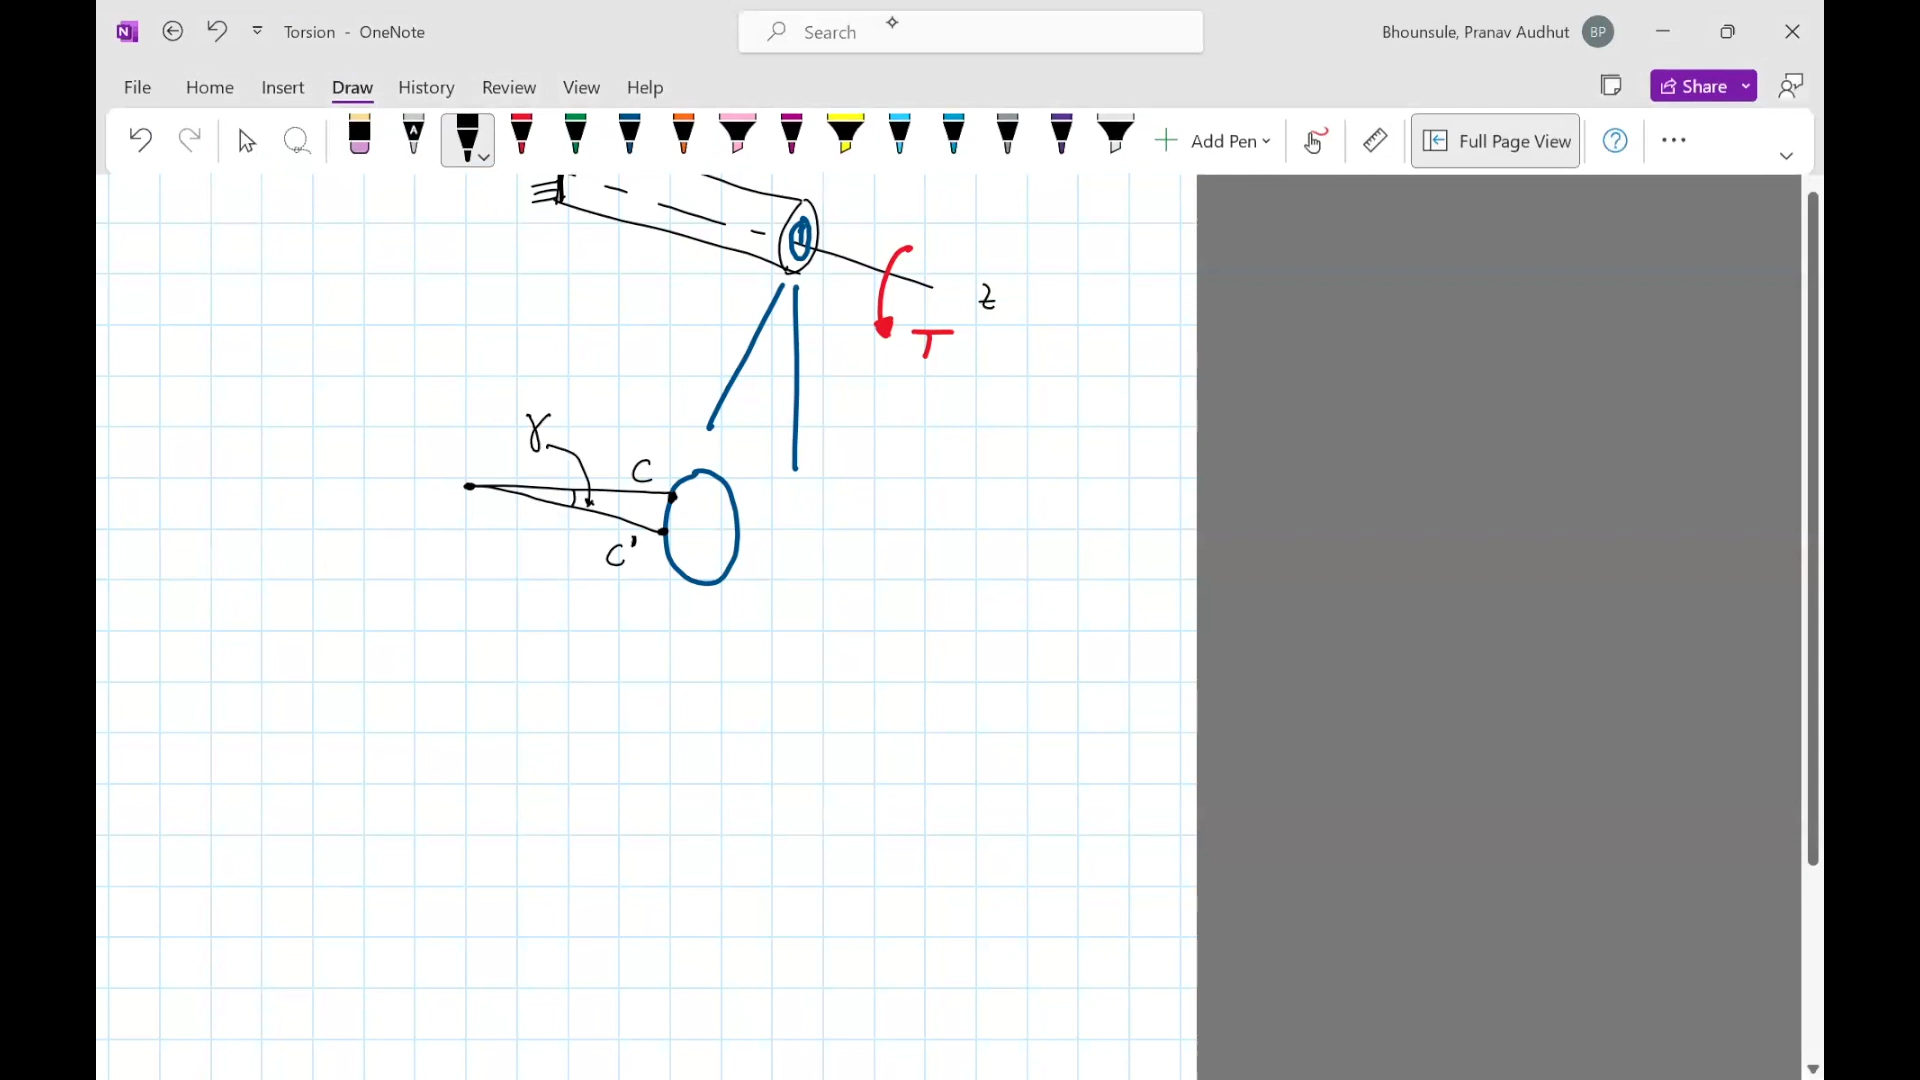 Torsion - OneNote
Search
Bhounsule, Pranav Audhut
BP
File Home Insert Draw History Review View Help
Share
A
Add Pen
Full Page View
z
T
γ
C
C'